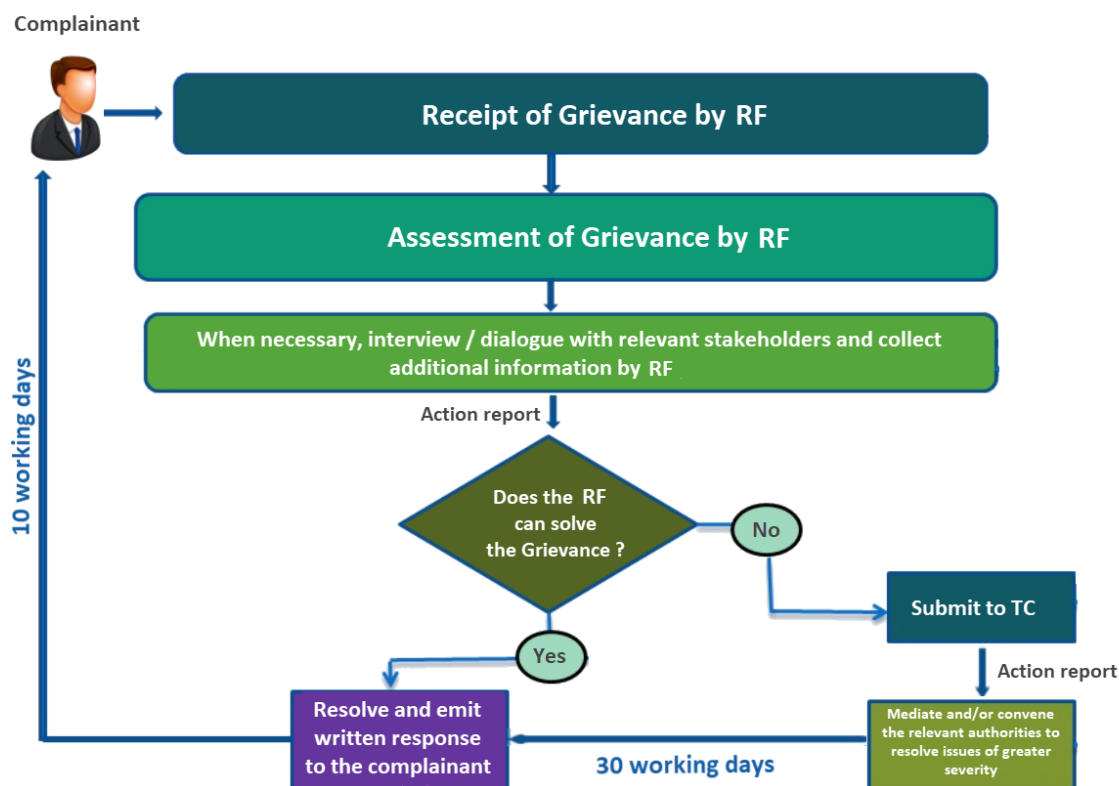 Complainant
Receipt of Grievance by RF
Assessment of Grievance by RF
When necessary, interview / dialogue with relevant stakeholders and collect
additional information by RF
Action report
Does the RF
can solve
the Grievance ?
No
Yes
Submit to TC
Action report
Mediate and/or convene
the relevant authorities to
resolve issues of greater
severity
30 working days
Resolve and emit
written response
to the complainant
10 working days